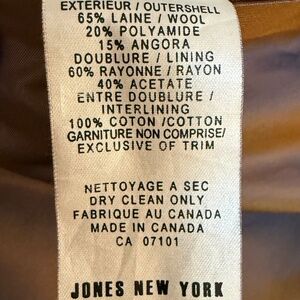 EXTERIEUR / OUTERSHELL
65% LAINE / WOOL
20% POLYAMIDE
15% ANGORA
DOUBLURE / LINING
60% RAYONNE / RAYON
40% ACETATE
ENTRE DOUBLURE /
INTERLINING
100% COTON /COTTON
GARNITURE NON COMPRISE/
EXCLUSIVE OF TRIM
NETTOYAGE A SEC
DRY CLEAN ONLY
FABRIQUE AU CANADA
MADE IN CANADA
CA 07101
JONES NEW YORK